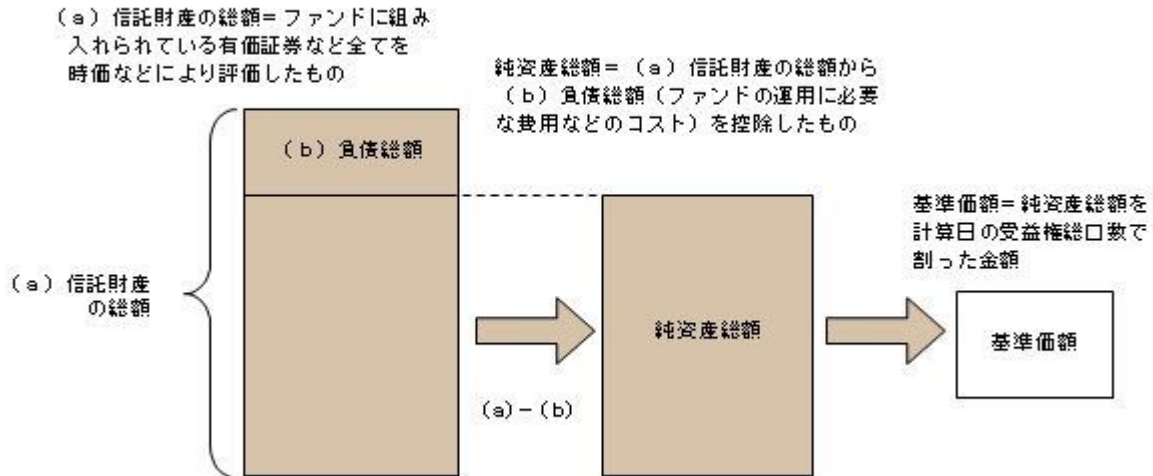 (a) 信託財産の総額=ファンドに組み
入れられている有価証券など全てを
時価などにより評価したもの
純資産総額=(a) 信託財産の総額から
(b) 負債総額(ファンドの運用に必要
な費用などのコスト)を控除したもの
(b) 負債総額
基準価額=純資産総額を
計算日の受益権総口数で
割った金額
(a) 信託財産
の総額
純資産総額
基準価額
(a)-(b)